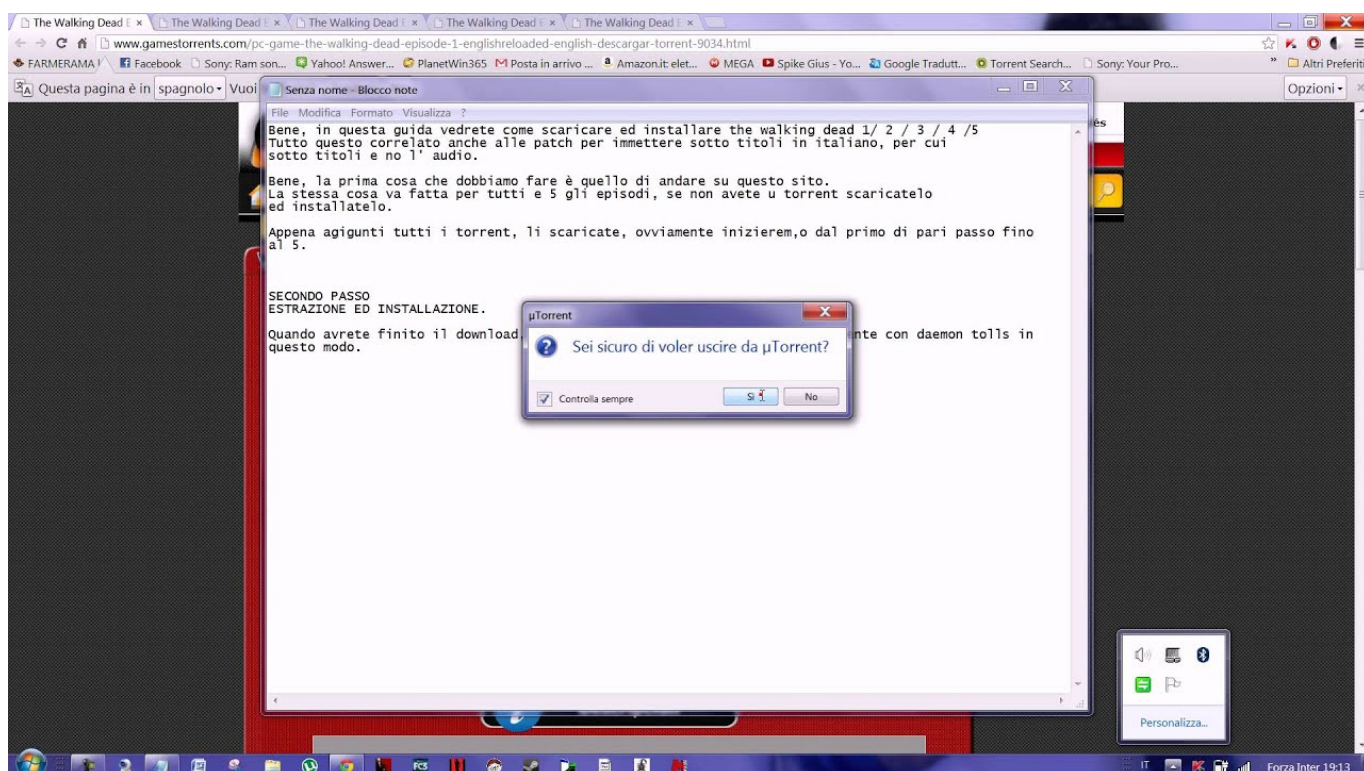 The Walking Dead E
The Walking Dead E
The Walking Dead E
The Walking Dead E
The Walking Dead E
www.gamestorrents.com/pc-game-the-walking-dead-episode-1-englishreloaded-english-descargar-torrent-9034.html
FARMERAMA
Facebook
Sony: Ram son...
Yahoo! Answer...
PlanetWin365
Posta in arrivo ...
Amazon.it: elet...
MEGA
Spike Gius - Yo...
Google Tradutt...
Torrent Search...
Sony: Your Pro...
Altri Preferiti
Questa pagina è in spagnolo Vuoi
Opzioni
Senza nome - Blocco note
File Modifica Formato Visualizza ?
Bene, in questa guida vedrete come scaricare ed installare the walking dead 1/ 2 / 3 / 4 /5
Tutto questo correlato anche alle patch per immettere sotto titoli in italiano, per cui
sotto titoli e no l' audio.
Bene, la prima cosa che dobbiamo fare è quello di andare su questo sito.
La stessa cosa va fatta per tutti e 5 gli episodi, se non avete u torrent scaricatelo
ed installatelo.
Appena agigunti tutti i torrent, li scaricate, ovviamente inizierem,o dal primo di pari passo fino
al 5.
SECONDO PASSO
ESTRAZIONE ED INSTALLAZIONE.
Quando avrete finito il download, nte con daemon tolls in
questo modo.
µTorrent
Sei sicuro di voler uscire da µTorrent?
Controlla sempre
Sì
No
Personalizza...
IT
Forza Inter 19:13